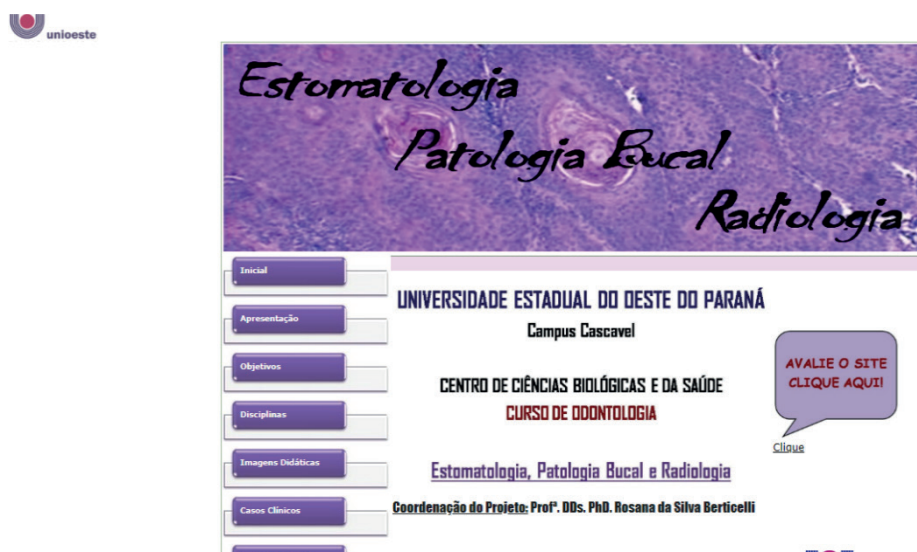 unioeste
Estomatologia
Patologia Bucal
Radiologia
Inicial
Apresentação
Objetivos
Disciplinas
Imagens Didáticas
Casos Clínicos
UNIVERSIDADE ESTADUAL DO OESTE DO PARANÁ
Campus Cascavel
CENTRO DE CIÊNCIAS BIOLÓGICAS E DA SAÚDE
CURSO DE ODONTOLOGIA
AVALIE O SITE
CLIQUE AQUI!
Clique
Estomatologia, Patologia Bucal e Radiologia
Coordenação do Projeto: Profª. DDs. PhD. Rosana da Silva Berticelli